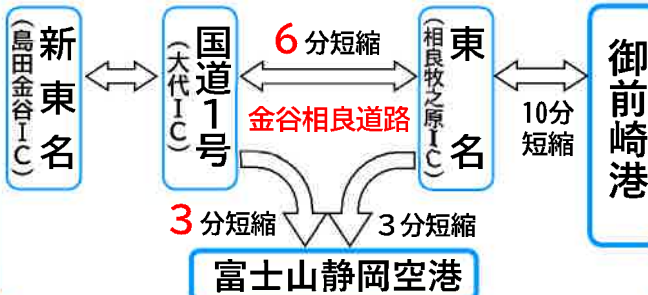 新東名
（島田金谷IC）
国道1号
（大代IC）
6分短縮
金谷相良道路
東名
（相良牧之原IC）
10分
短縮
御前崎港
3分短縮
3分短縮
富士山静岡空港